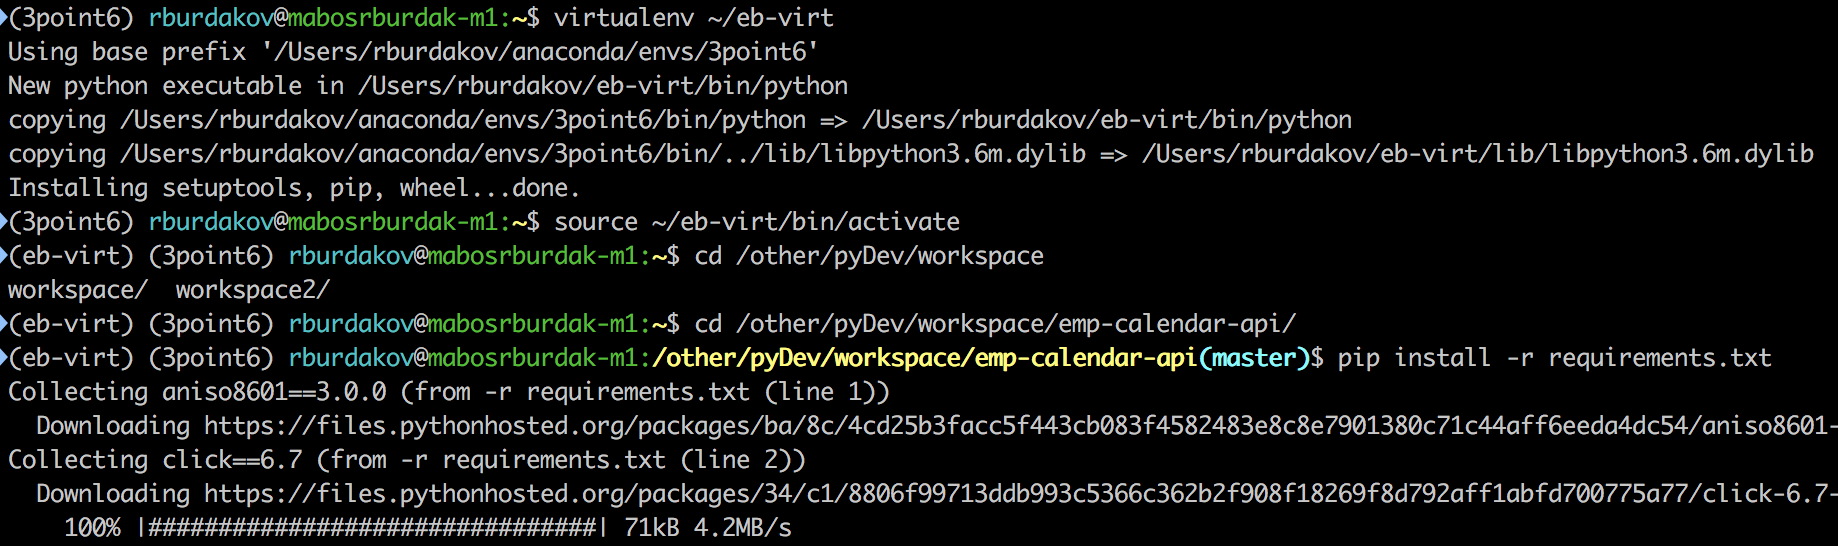 (3point6) rburdakov@mabosrburdak-m1:~$ virtualenv ~/eb-virt
Using base prefix '/Users/rburdakov/anaconda/envs/3point6'
New python executable in /Users/rburdakov/eb-virt/bin/python
copying /Users/rburdakov/anaconda/envs/3point6/bin/python => /Users/rburdakov/eb-virt/bin/python
copying /Users/rburdakov/anaconda/envs/3point6/bin/../lib/libpython3.6m.dylib => /Users/rburdakov/eb-virt/lib/libpython3.6m.dylib
Installing setuptools, pip, wheel...done.
(3point6) rburdakov@mabosrburdak-m1:~$ source ~/eb-virt/bin/activate
(eb-virt) (3point6) rburdakov@mabosrburdak-m1:~$ cd /other/pyDev/workspace
workspace/  workspace2/
(eb-virt) (3point6) rburdakov@mabosrburdak-m1:~$ cd /other/pyDev/workspace/emp-calendar-api/
(eb-virt) (3point6) rburdakov@mabosrburdak-m1:/other/pyDev/workspace/emp-calendar-api(master)$ pip install -r requirements.txt
Collecting aniso8601==3.0.0 (from -r requirements.txt (line 1))
  Downloading https://files.pythonhosted.org/packages/ba/8c/4cd25b3facc5f443cb083f4582483e8c8e7901380c71c44aff6eeda4dc54/aniso8601-
Collecting click==6.7 (from -r requirements.txt (line 2))
  Downloading https://files.pythonhosted.org/packages/34/c1/8806f99713ddb993c5366c362b2f908f18269f8d792aff1abfd700775a77/click-6.7-
    100% |################################| 71kB 4.2MB/s